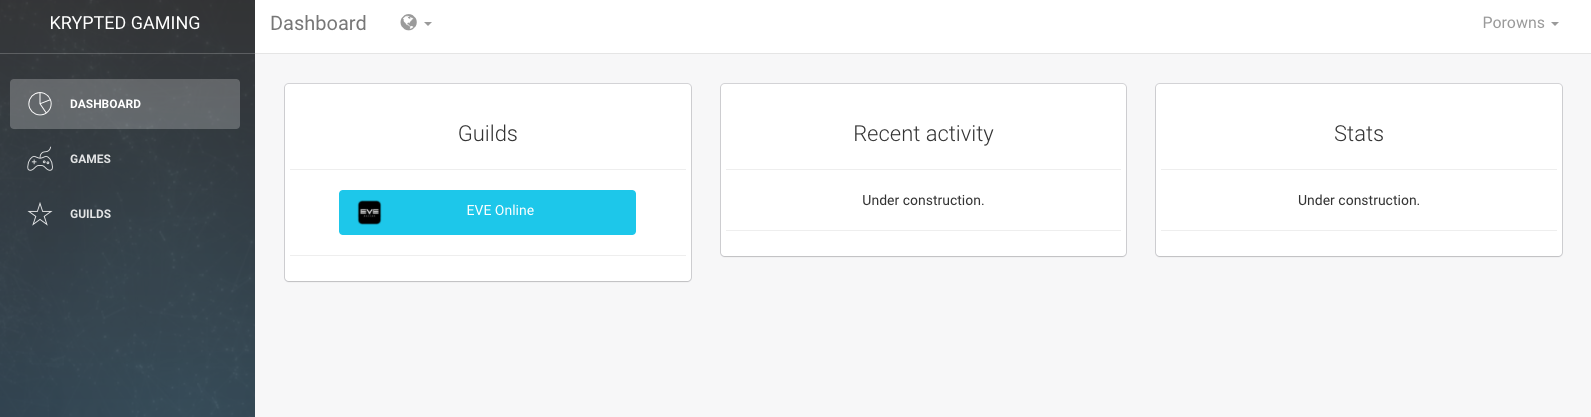 KRYPTED GAMING
Dashboard
Porowns
DASHBOARD
GAMES
GUILDS
Guilds
EVE
EVE Online
Recent activity
Under construction.
Stats
Under construction.